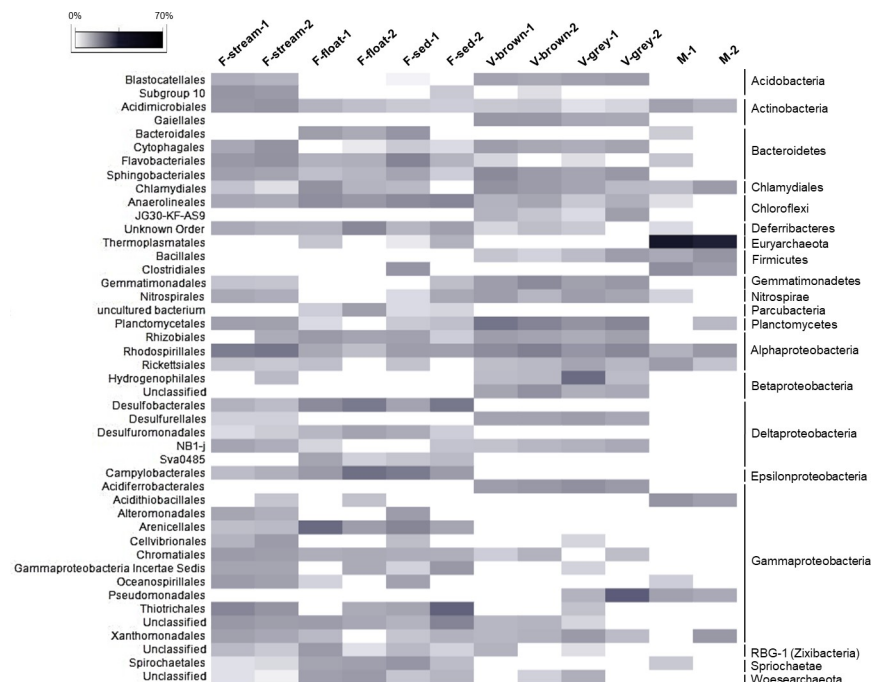 0% 70%
F-stream-1 F-stream-2 F-float-1 F-float-2 F-sed-1 F-sed-2 V-brown-1 V-brown-2 V-grey-1 V-grey-2 M-1 M-2
Blastocatellales Acidobacteria
Subgroup 10
Acidimicrobiales Actinobacteria
Gaiellales
Bacteroidales
Cytophagales Bacteroidetes
Flavobacteriales
Sphingobacteriales
Chlamydiales Chlamydiales
Anaerolineales Chloroflexi
JG30-KF-AS9
Unknown Order Deferribacteres
Thermoplasmatales Euryarchaeota
Bacillales Firmicutes
Clostridiales
Gemmatimonadales Gemmatimonadetes
Nitrospirales Nitrospirae
uncultured bacterium Parcubacteria
Planctomycetales Planctomycetes
Rhizobiales
Rhodospirillales Alphaproteobacteria
Rickettsiales
Hydrogenophilales Betaproteobacteria
Unclassified
Desulfobacterales
Desulfurellales
Desulfuromonadales Deltaproteobacteria
NB1-j
Sva0485
Campylobacterales Epsilonproteobacteria
Acidiferrobacterales
Acidithiobacillales
Alteromonadales
Arenicellales
Cellvibrionales
Chromatiales Gammaproteobacteria
Gammaproteobacteria Incertae Sedis
Oceanospirillales
Pseudomonadales
Thiotrichales
Unclassified
Xanthomonadales
Unclassified RBG-1 (Zixibacteria)
Spirochaetales Spriochaetae
Unclassified Woesearchaeota